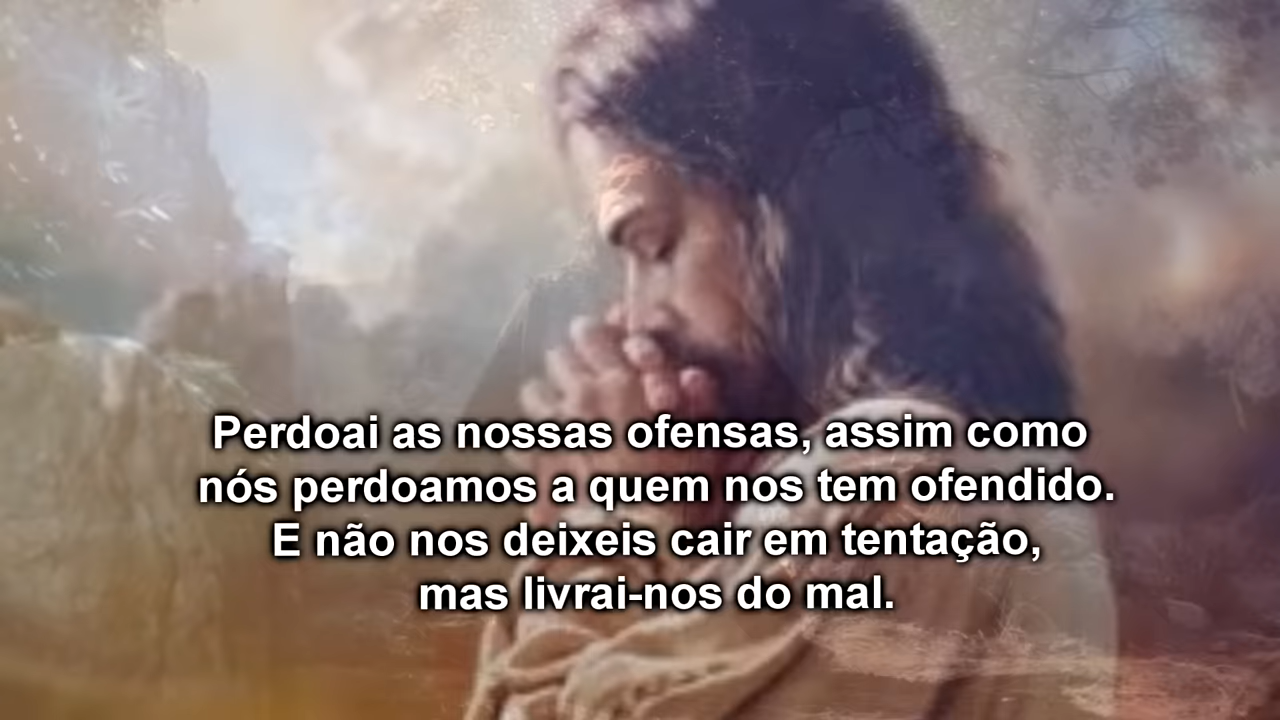 Perdoai as nossas ofensas, assim como
nós perdoamos a quem nos tem ofendido.
E não nos deixeis cair em tentação,
mas livrai-nos do mal.